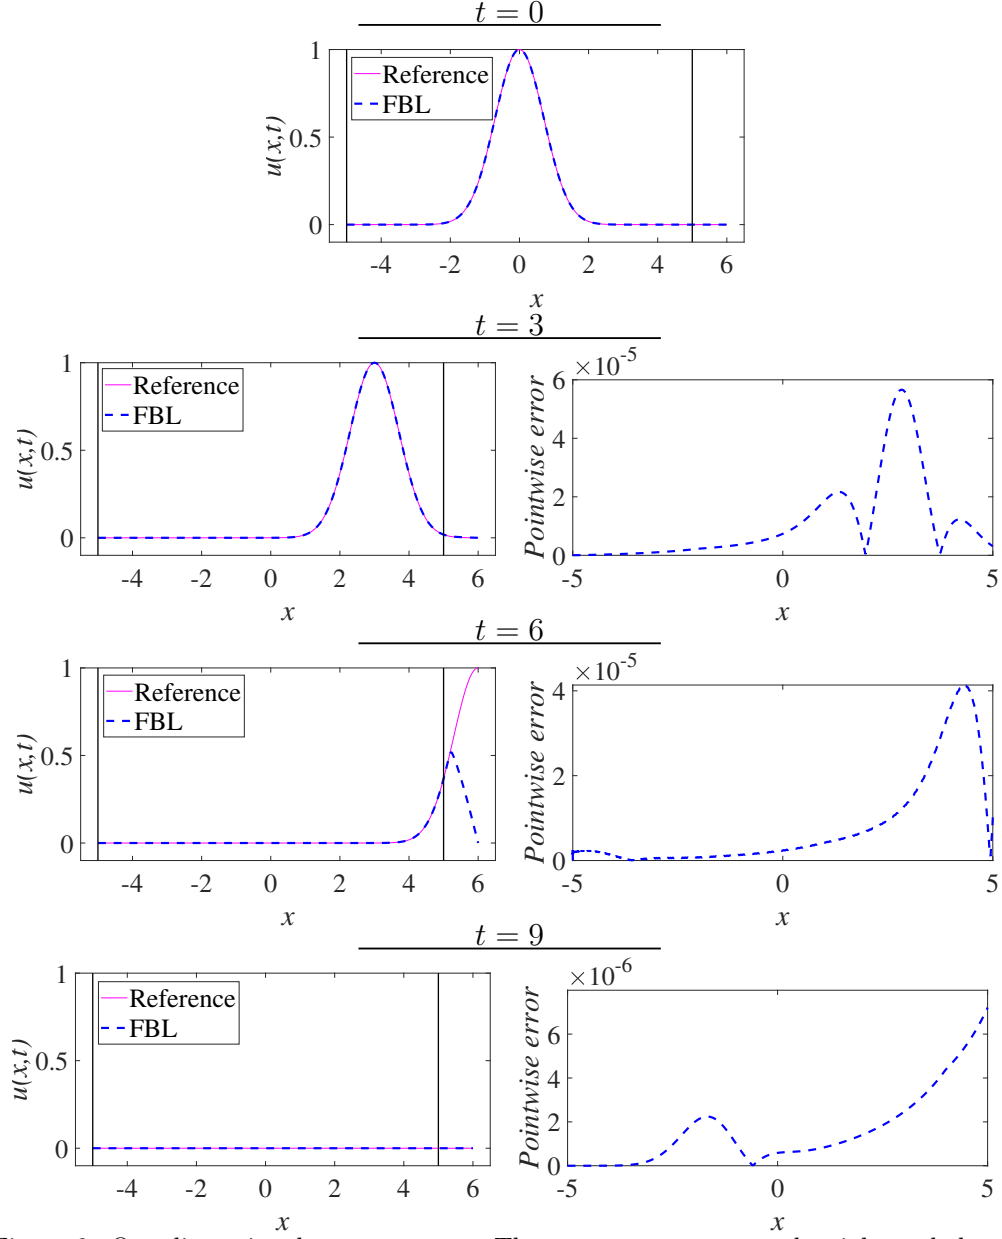 t = 0
1
0.5
0
u(x,t)
Reference
FBL
-4 -2 0 2 4 6
x
t = 3
1
0.5
0
u(x,t)
Reference
FBL
-4 -2 0 2 4 6
x
×10-5
6
4
2
0
Pointwise error
-5 0 5
x
t = 6
1
0.5
0
u(x,t)
Reference
FBL
-4 -2 0 2 4 6
x
×10-5
4
2
0
Pointwise error
-5 0 5
x
t = 9
1
0.5
0
u(x,t)
Reference
FBL
-4 -2 0 2 4 6
x
×10-6
6
4
2
0
Pointwise error
-5 0 5
x